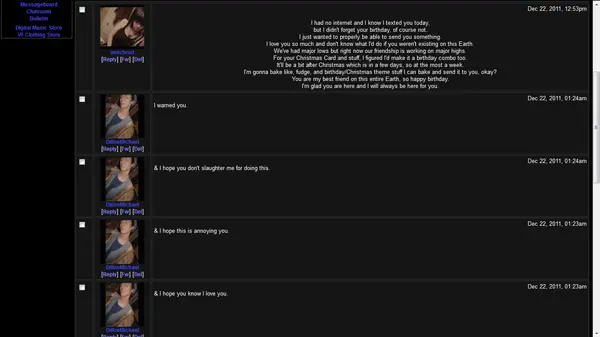 Messageboard
Chatroom
Bulletin
Digital Music Store
VF Clothing Store
Dec 22, 2011, 12:53pm
I had no internet and I know I texted you today,
but I didn't forget your birthday, of course not.
I just wanted to properly be able to send you something.
I love you so much and don't know what I'd do if you weren't existing on this Earth.
We've had major lows but right now our friendship is working on major highs.
For your Christmas Card and stuff, I figured I'd make it a birthday combo too.
It'll be a bit after Christmas which is in a few days, so at the most a week.
I'm gonna bake like, fudge, and birthday/Christmas theme stuff I can bake and send it to you, okay?
You are my best friend on this entire Earth, so happy birthday.
I'm glad you are here and I will always be here for you.
[Reply] [Fw] [Del]
Dec 22, 2011, 01:24am
I warned you.
[Reply] [Fw] [Del]
Dec 22, 2011, 01:24am
& I hope you don't slaughter me for doing this.
[Reply] [Fw] [Del]
Dec 22, 2011, 01:23am
& I hope this is annoying you.
[Reply] [Fw] [Del]
Dec 22, 2011, 01:23am
& I hope you know I love you.
[Reply] [Fw] [Del]